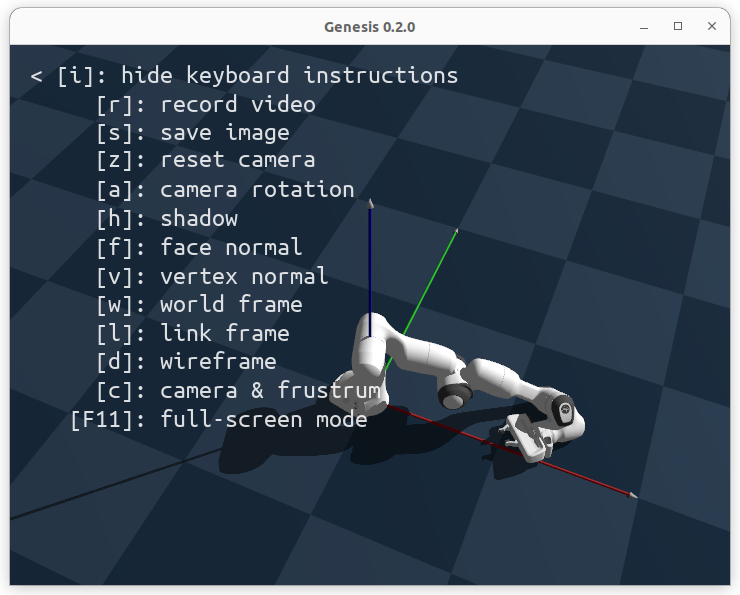 Genesis 0.2.0
< [i]: hide keyboard instructions
[r]: record video
[s]: save image
[z]: reset camera
[a]: camera rotation
[h]: shadow
[f]: face normal
[v]: vertex normal
[w]: world frame
[l]: link frame
[d]: wireframe
[c]: camera & frustrum
[F11]: full-screen mode